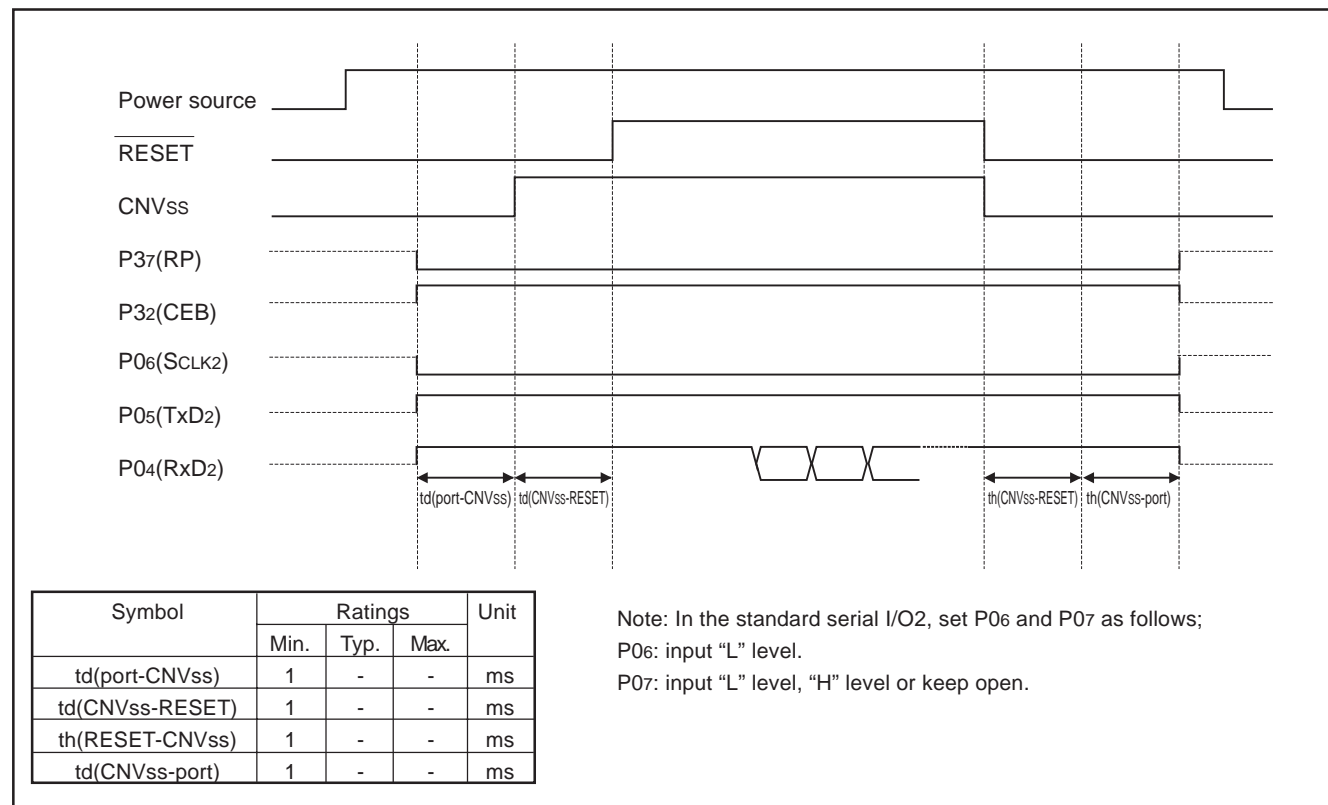 Power source
RESET
CNVss
P37(RP)
P32(CEB)
P06(SCLK2)
P05(TxD2)
P04(RxD2)
td(port-CNVss) td(CNVss-RESET) th(CNVss-RESET) th(CNVss-port)
Symbol Ratings Unit
Min. Typ. Max.
td(port-CNVss) 1 - - ms
td(CNVss-RESET) 1 - - ms
th(RESET-CNVss) 1 - - ms
td(CNVss-port) 1 - - ms
Note: In the standard serial I/O2, set P06 and P07 as follows;
P06: input “L” level.
P07: input “L” level, “H” level or keep open.